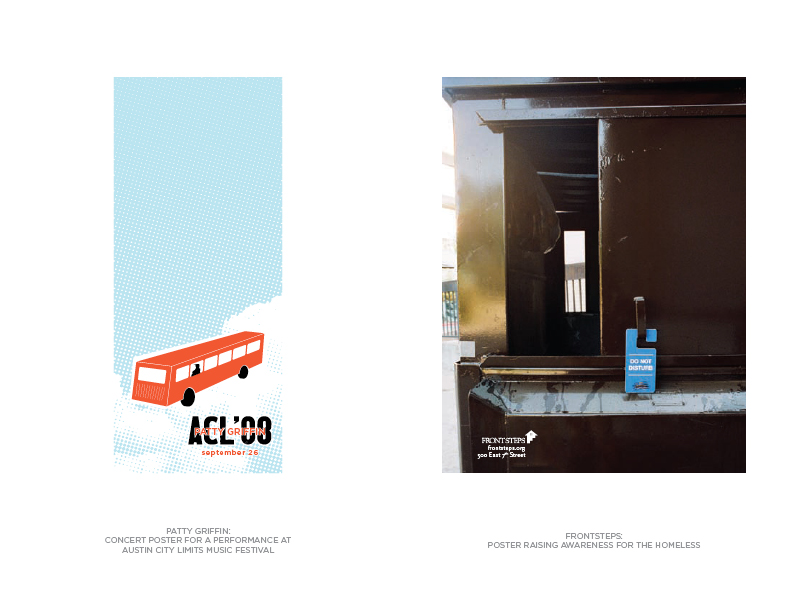 ACL'08
PATTY GRIFFIN
september 26
DO NOT
DISTURB
FRONTSTEPS
frontsteps.org
500 East 7th Street
PATTY GRIFFIN:
CONCERT POSTER FOR A PERFORMANCE AT
AUSTIN CITY LIMITS MUSIC FESTIVAL
FRONTSTEPS:
POSTER RAISING AWARENESS FOR THE HOMELESS